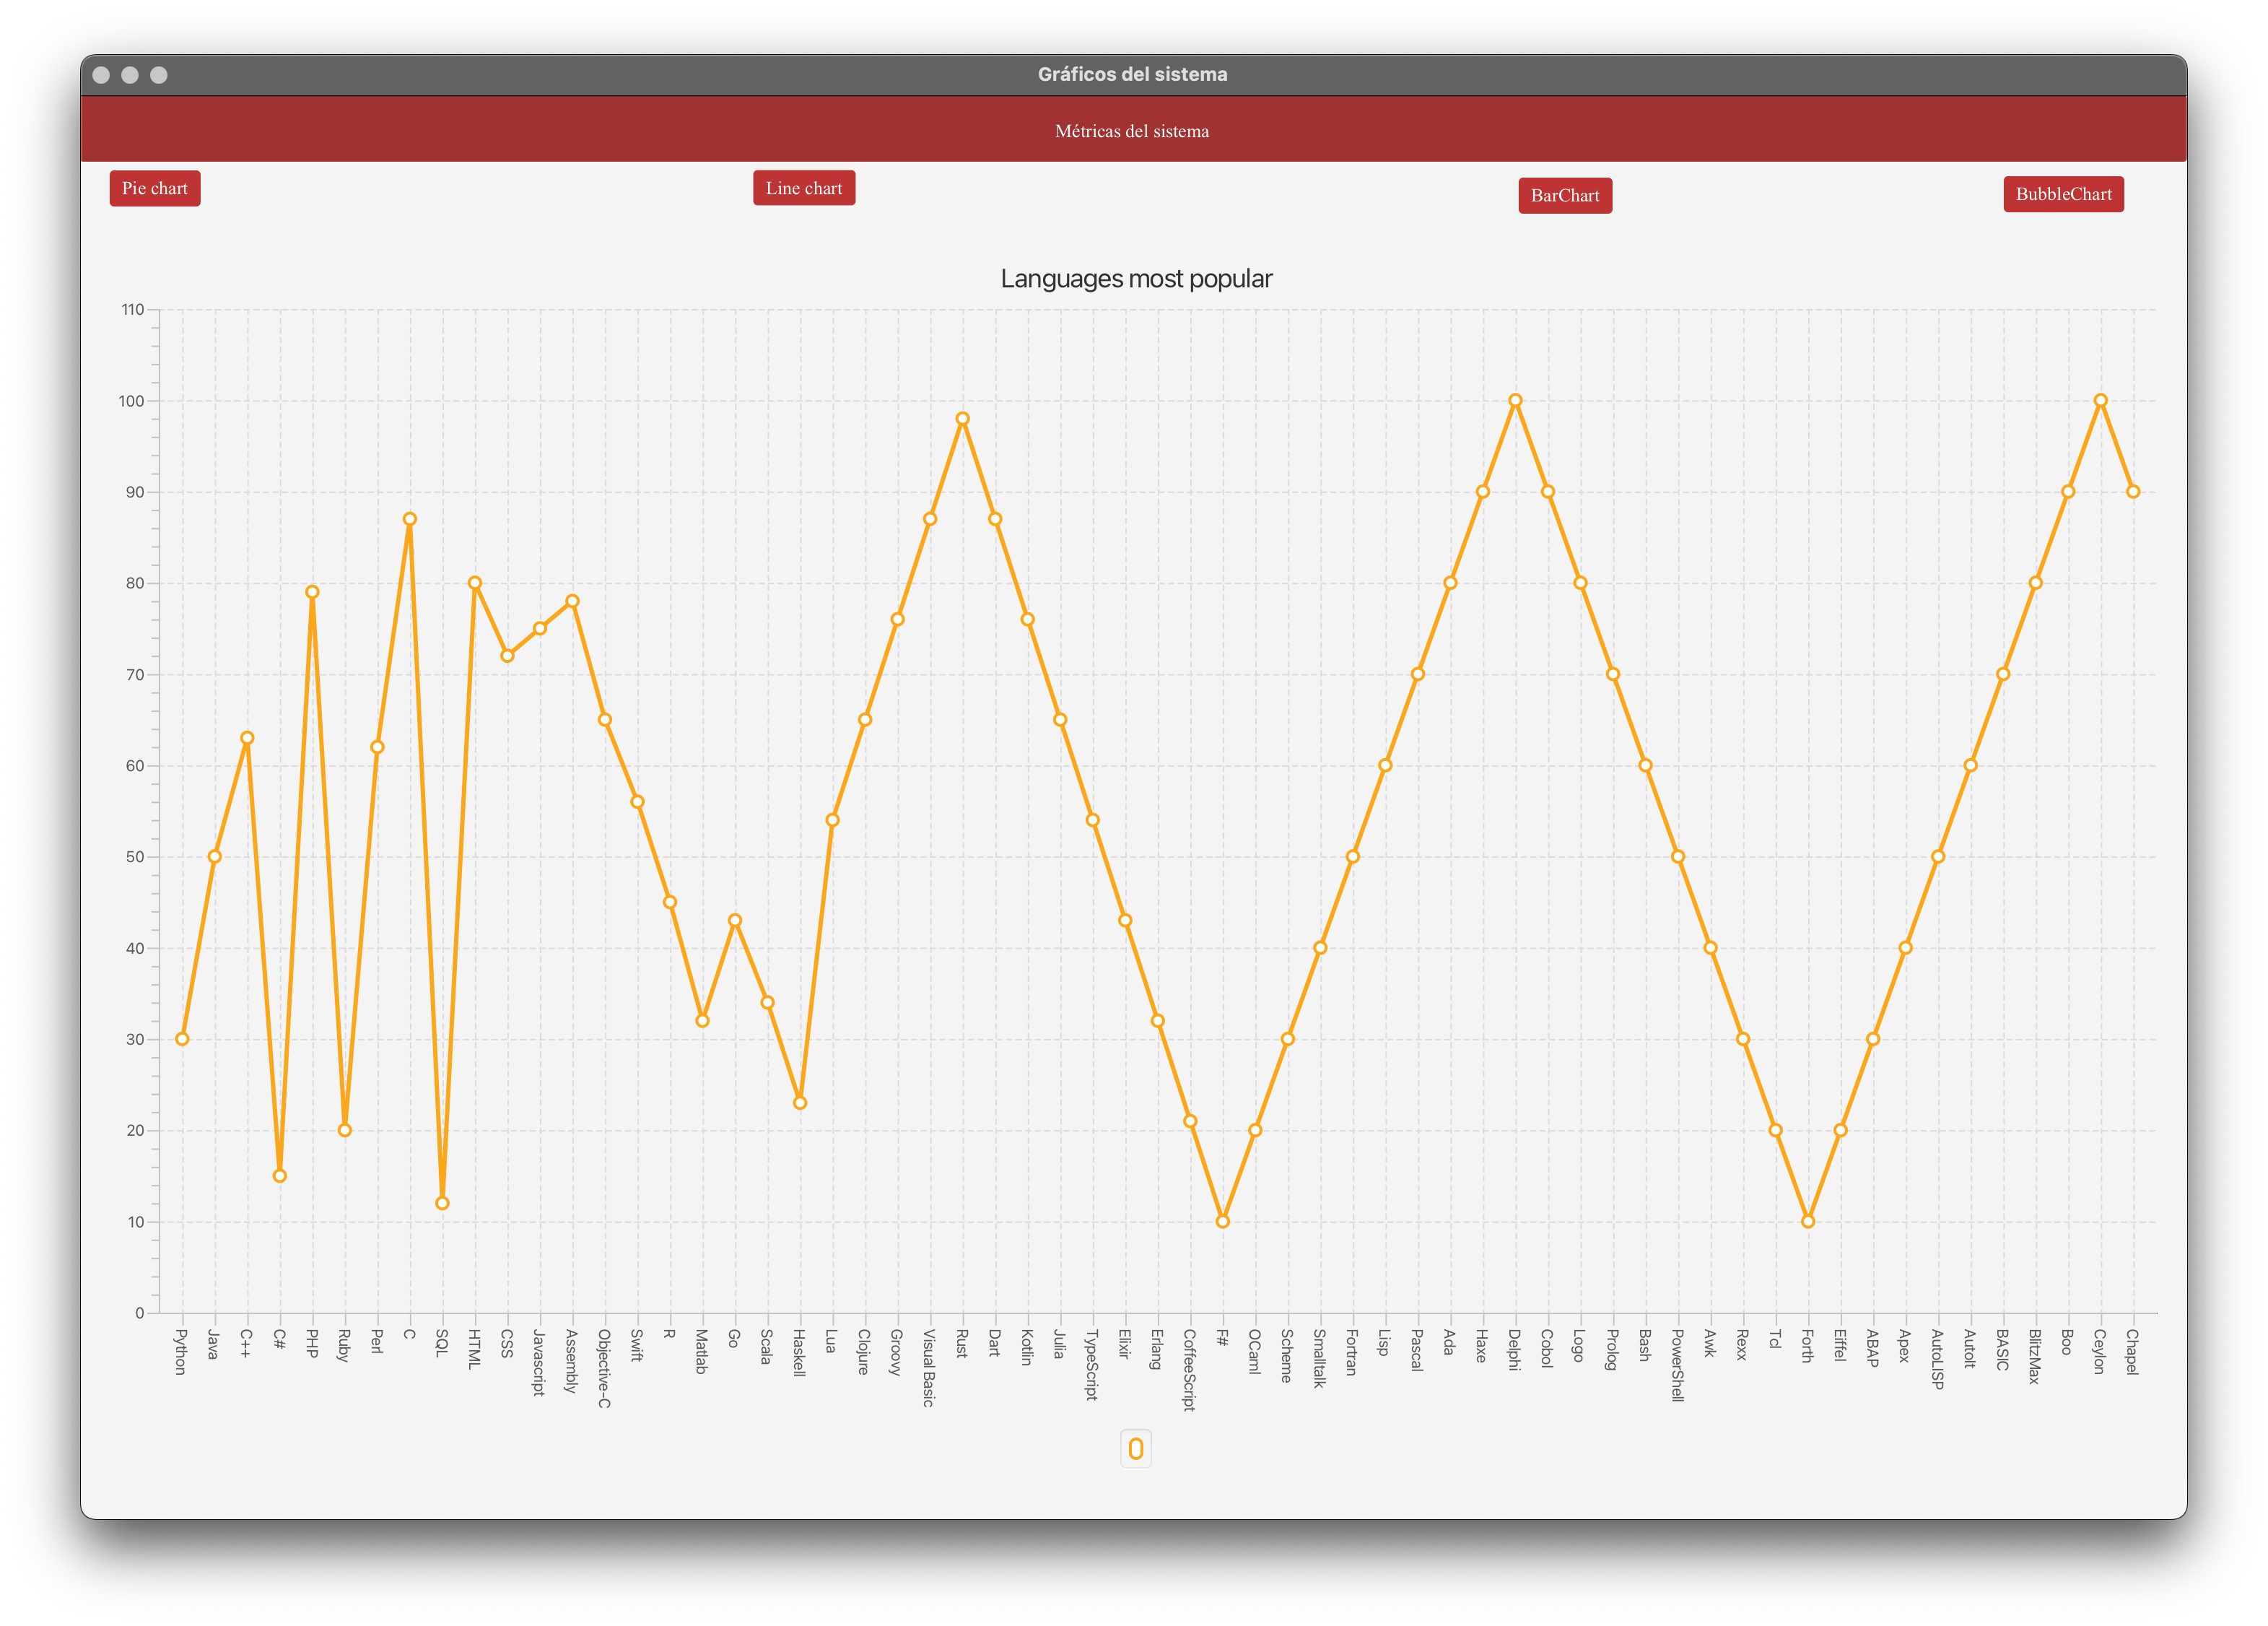 Gráficos del sistema
Métricas del sistema
Pie chart
Line chart
BarChart
BubbleChart
Languages most popular
110
100
90
80
70
60
50
40
30
20
10
0
Python
Java
C++
C#
PHP
Ruby
Perl
C
SQL
HTML
CSS
Javascript
Assembly
Objective-C
Swift
R
Matlab
Go
Scala
Haskell
Lua
Clojure
Groovy
Visual Basic
Rust
Dart
Kotlin
Julia
TypeScript
Elixir
Erlang
CoffeeScript
F#
OCaml
Scheme
Smalltalk
Fortran
Lisp
Pascal
Ada
Haxe
Delphi
Cobol
Logo
Prolog
Bash
PowerShell
Awk
Rexx
Tcl
Forth
Eiffel
ABAP
Apex
AutoLISP
AutoIt
BASIC
BlitzMax
Boo
Ceylon
Chapel